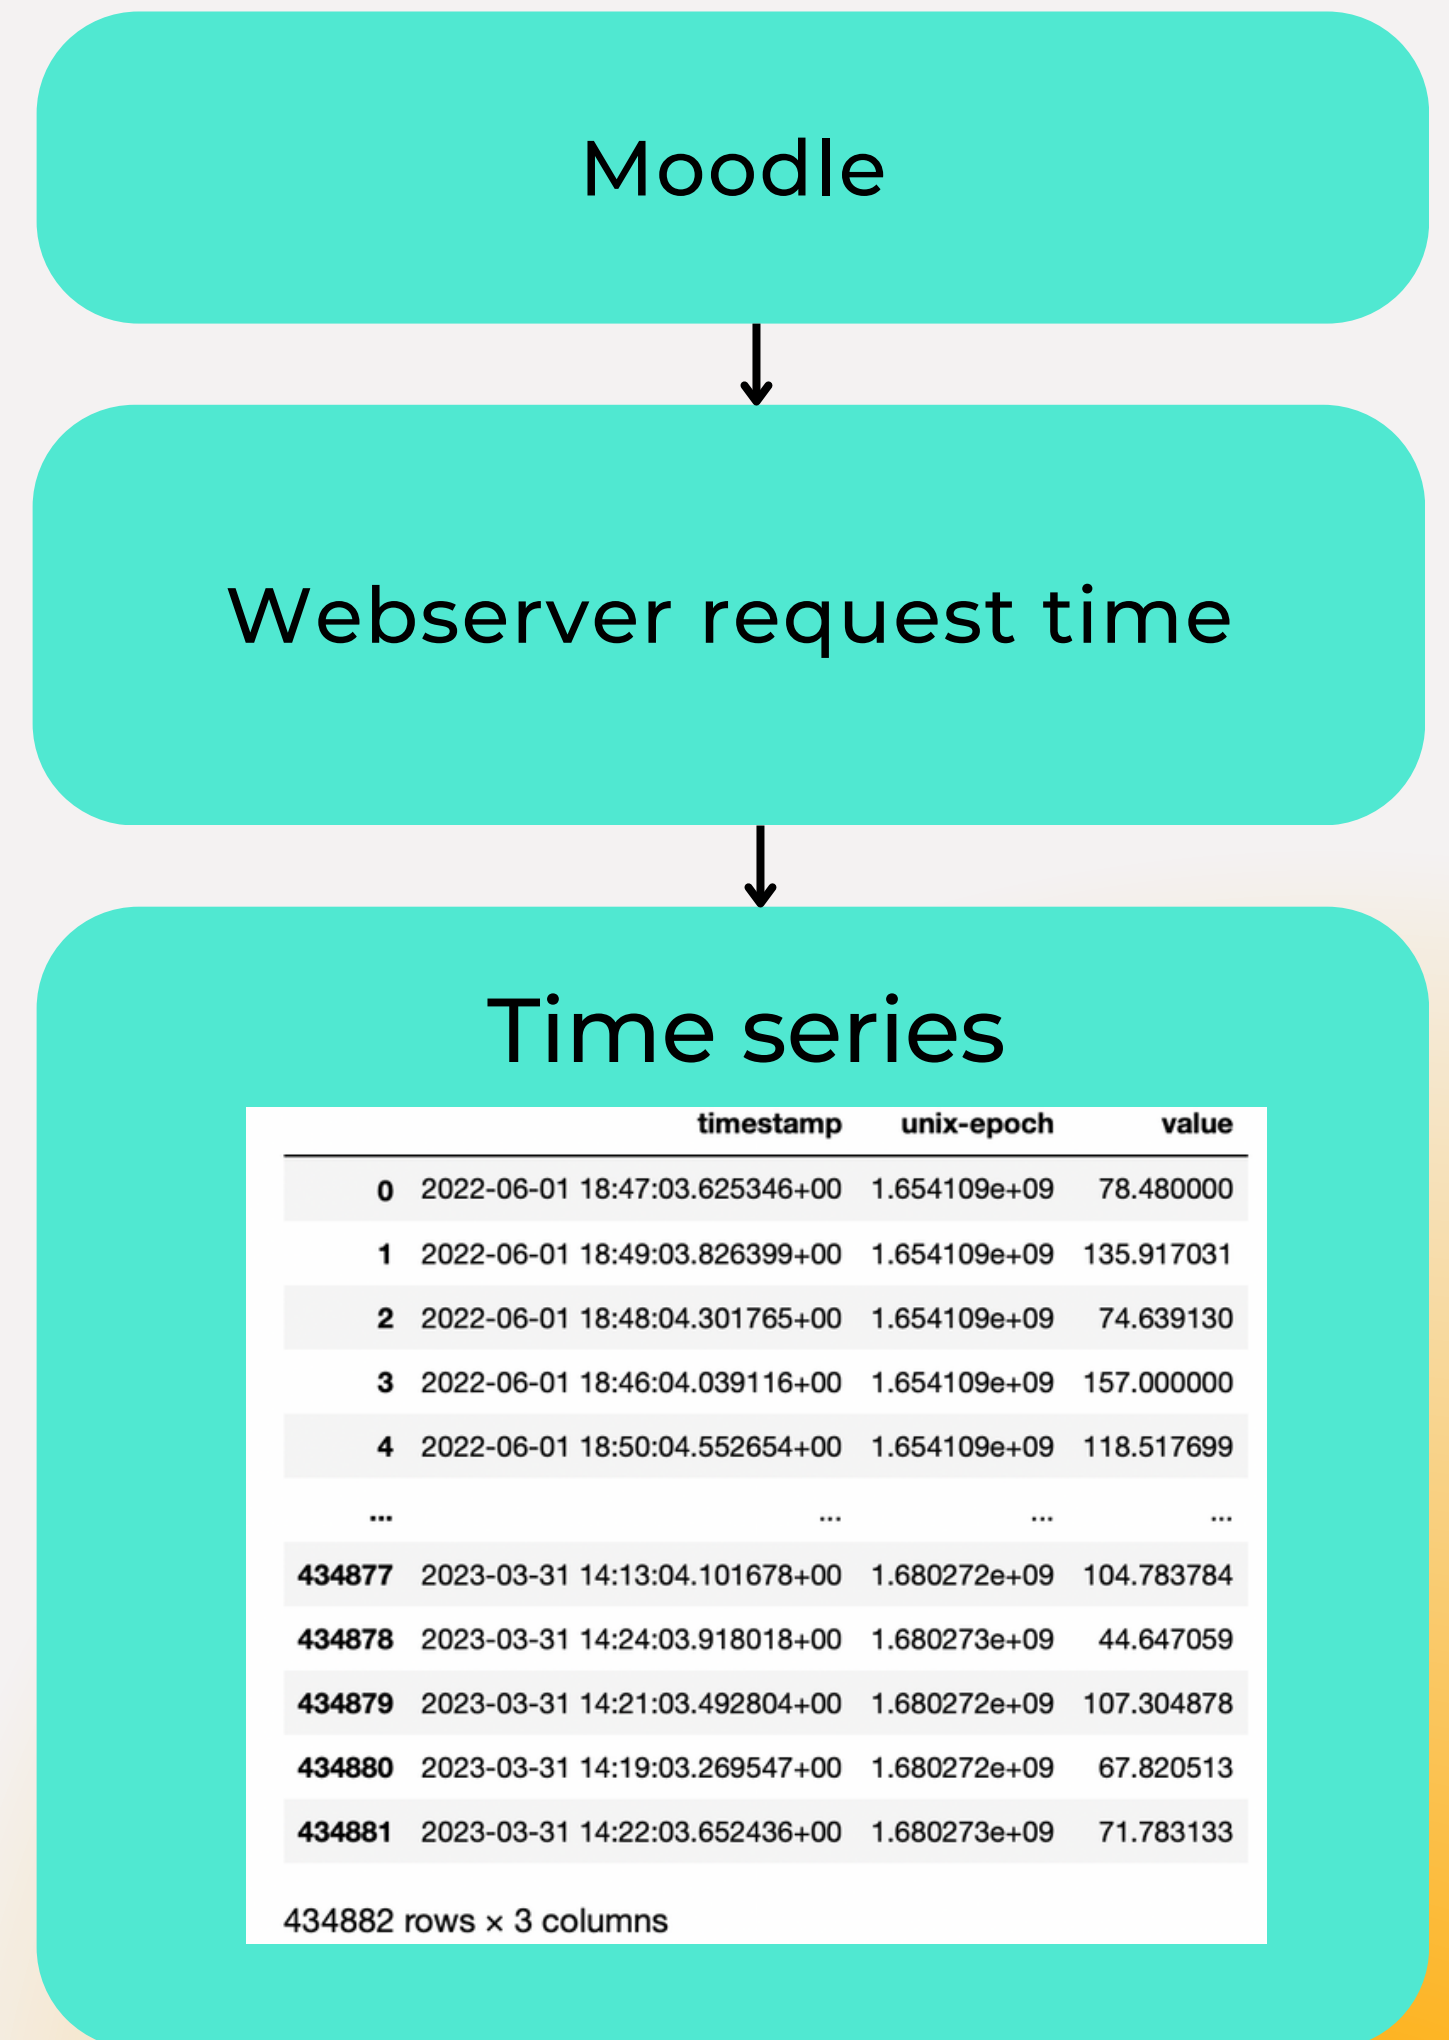 Moodle
Webserver request time
Time series
timestamp unix-epoch value
0 2022-06-01 18:47:03.625346+00 1.654109e+09 78.480000
1 2022-06-01 18:49:03.826399+00 1.654109e+09 135.917031
2 2022-06-01 18:48:04.301765+00 1.654109e+09 74.639130
3 2022-06-01 18:46:04.039116+00 1.654109e+09 157.000000
4 2022-06-01 18:50:04.552654+00 1.654109e+09 118.517699
... ... ... ...
434877 2023-03-31 14:13:04.101678+00 1.680272e+09 104.783784
434878 2023-03-31 14:24:03.918018+00 1.680273e+09 44.647059
434879 2023-03-31 14:21:03.492804+00 1.680272e+09 107.304878
434880 2023-03-31 14:19:03.269547+00 1.680272e+09 67.820513
434881 2023-03-31 14:22:03.652436+00 1.680273e+09 71.783133
434882 rows × 3 columns